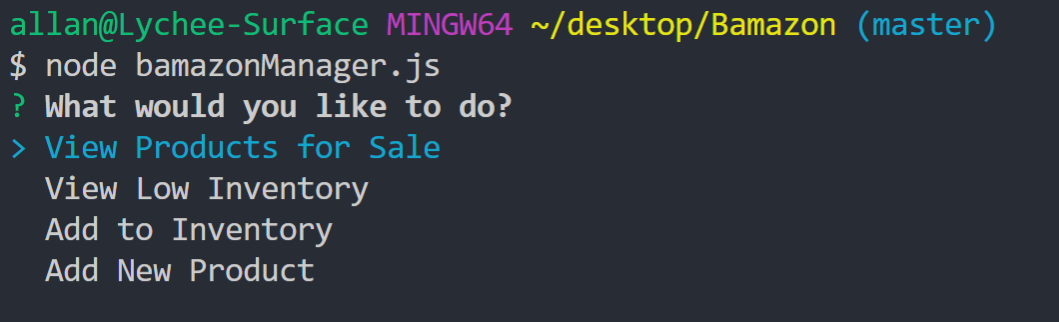 allan@Lychee-Surface MINGW64 ~/desktop/Bamazon (master)
$ node bamazonManager.js
? What would you like to do?
> View Products for Sale
View Low Inventory
Add to Inventory
Add New Product